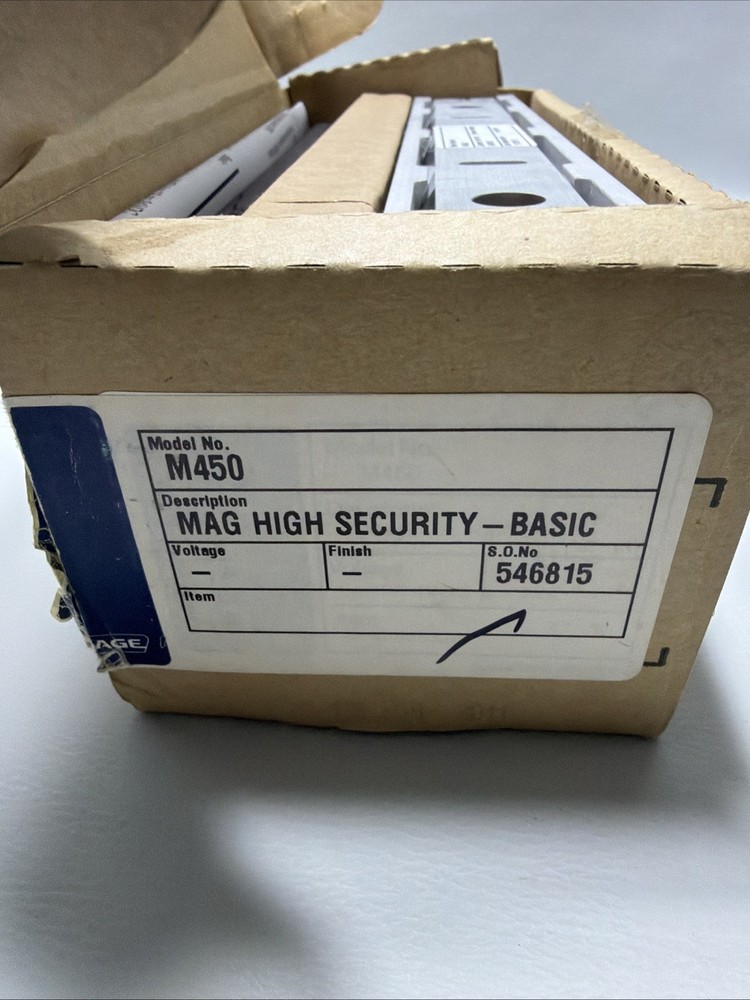 Model No.
M450
Description
MAG HIGH SECURITY-BASIC
Voltage Finish S.O.No
– – 546815
Item
AGE